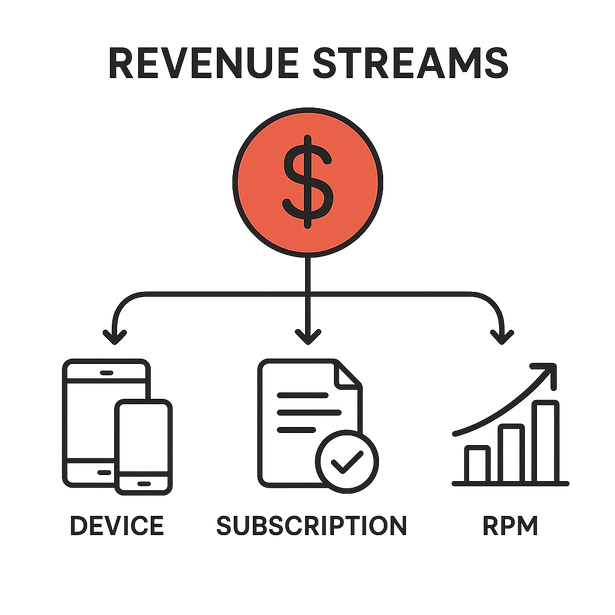 REVENUE STREAMS
$
DEVICE
SUBSCRIPTION
RPM